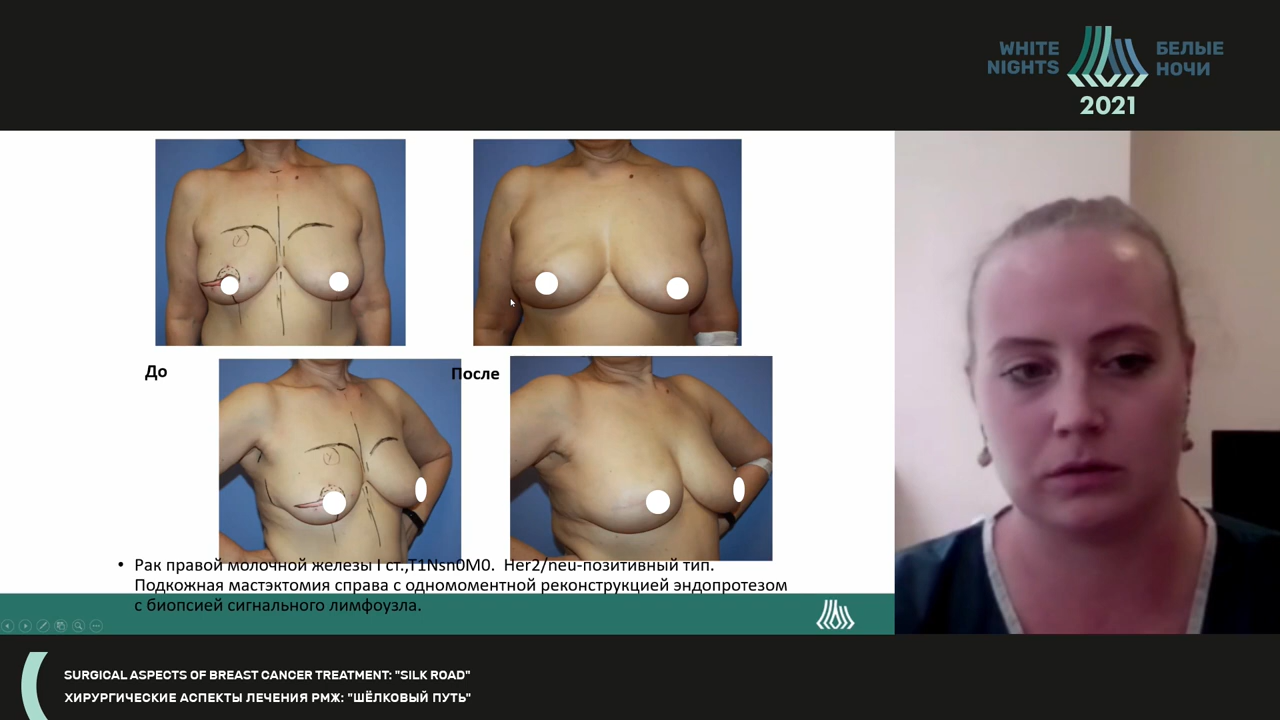 WHITE
NIGHTS
БЕЛЫЕ
НОЧИ
2021
До
После
• Рак правой молочной железы I ст.,T1Nsn0M0. Her2/neu-позитивный тип.
Подкожная мастэктомия справа с одномоментной реконструкцией эндопротезом
с биопсией сигнального лимфоузла.
SURGICAL ASPECTS OF BREAST CANCER TREATMENT: "SILK ROAD"
ХИРУРГИЧЕСКИЕ АСПЕКТЫ ЛЕЧЕНИЯ РМЖ: "ШЁЛКОВЫЙ ПУТЬ"